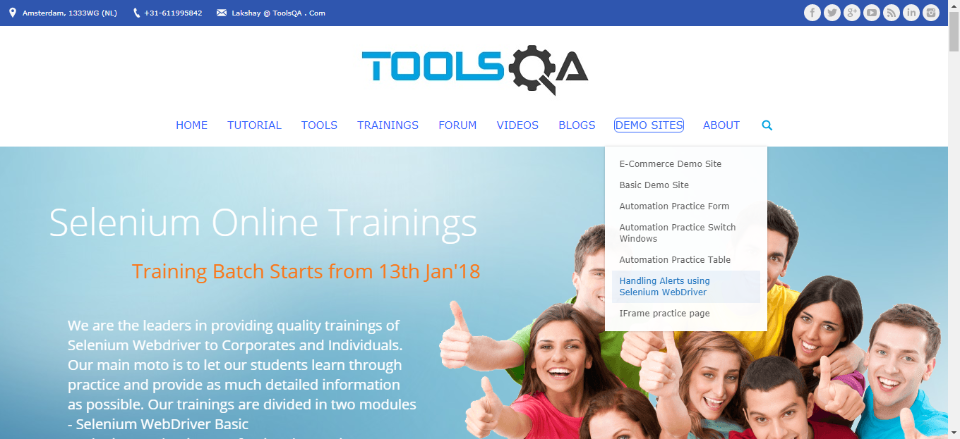 Amsterdam, 1333WG (NL) +31-611995842 Lakshay @ ToolsQA . Com
TOOLSQA
HOME TUTORIAL TOOLS TRAININGS FORUM VIDEOS BLOGS DEMO SITES ABOUT
E-Commerce Demo Site
Basic Demo Site
Automation Practice Form
Automation Practice Switch
Windows
Automation Practice Table
Handling Alerts using
Selenium WebDriver
IFrame practice page
Selenium Online Trainings
Training Batch Starts from 13th Jan'18
We are the leaders in providing quality trainings of
Selenium Webdriver to Corporates and Individuals.
Our main moto is to let our students learn through
practice and provide as much detailed information
as possible. Our trainings are divided in two modules
- Selenium WebDriver Basic